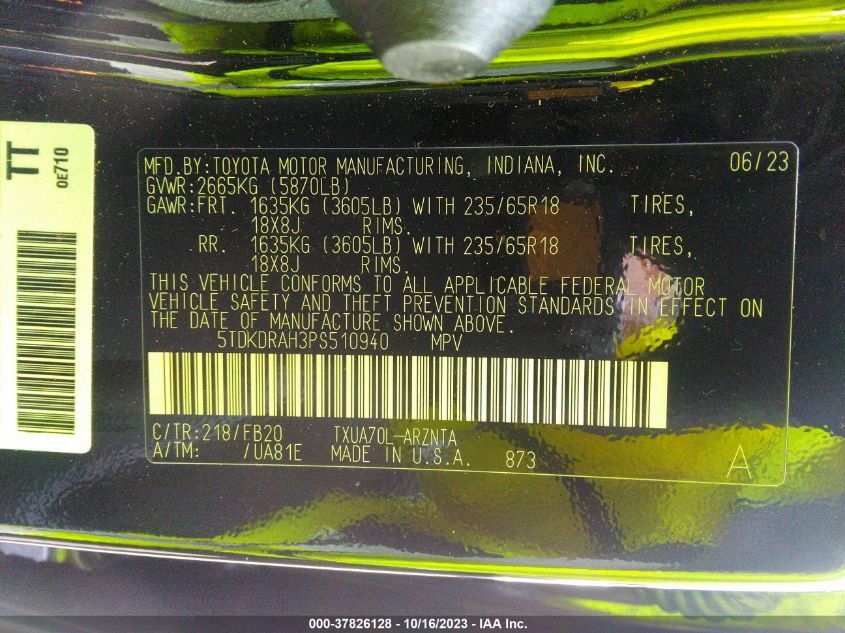 TT
0E710
MFD.BY:TOYOTA MOTOR MANUFACTURING, INDIANA, INC. 06/23
GVWR:2665KG (5870LB)
GAWR:FRT. 1635KG (3605LB) WITH 235/65R18 TIRES,
18X8J RIMS.
RR. 1635KG (3605LB) WITH 235/65R18 TIRES,
18X8J RIMS.
THIS VEHICLE CONFORMS TO ALL APPLICABLE FEDERAL MOTOR
VEHICLE SAFETY AND THEFT PREVENTION STANDARDS IN EFFECT ON
THE DATE OF MANUFACTURE SHOWN ABOVE.
5TDKDRAH3PS510940 MPV
C/TR:218/FB20 TXUA70L-ARZNTA
A/TM: /UA81E MADE IN U.S.A. 873 A
000-37826128 - 10/16/2023 - IAA Inc.